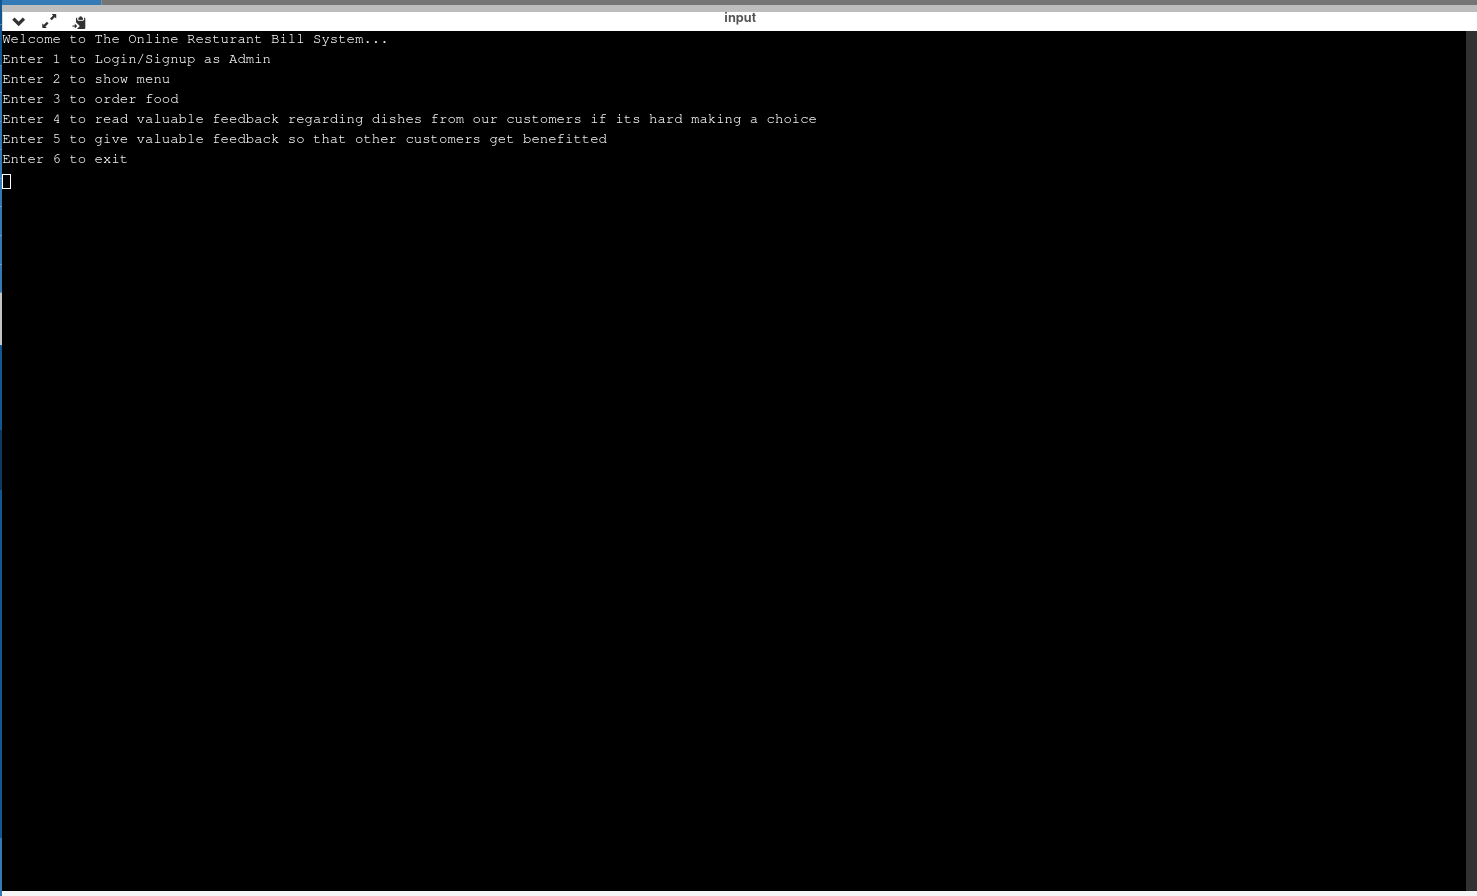 input
Welcome to The Online Resturant Bill System...
Enter 1 to Login/Signup as Admin
Enter 2 to show menu
Enter 3 to order food
Enter 4 to read valuable feedback regarding dishes from our customers if its hard making a choice
Enter 5 to give valuable feedback so that other customers get benefitted
Enter 6 to exit